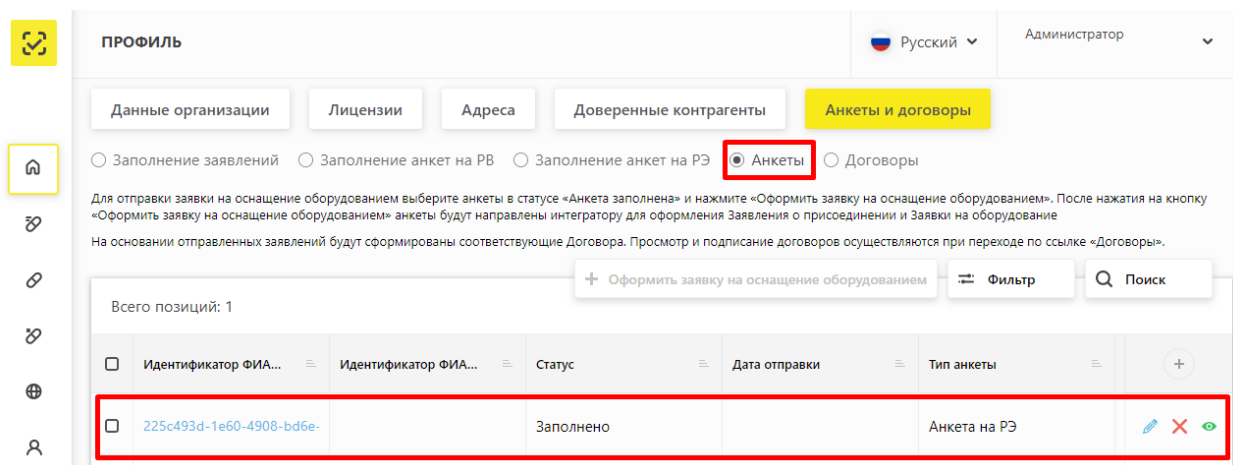 ПРОФИЛЬ
Русский
Администратор
Данные организации
Лицензии
Адреса
Доверенные контрагенты
Анкеты и договоры
Заполнение заявлений
Заполнение анкет на РВ
Заполнение анкет на РЭ
Анкеты
Договоры
Для отправки заявки на оснащение оборудованием выберите анкеты в статусе «Анкета заполнена» и нажмите «Оформить заявку на оснащение оборудованием». После нажатия на кнопку
«Оформить заявку на оснащение оборудованием» анкеты будут направлены интегратору для оформления Заявления о присоединении и Заявки на оборудование
На основании отправленных заявлений будут сформированы соответствующие Договора. Просмотр и подписание договоров осуществляются при переходе по ссылке «Договоры».
+ Оформить заявку на оснащение оборудованием
Фильтр
Поиск
Всего позиций: 1
Идентификатор ФИА...
Идентификатор ФИА...
Статус
Дата отправки
Тип анкеты
225c493d-1e60-4908-bd6e-
Заполнено
Анкета на РЭ